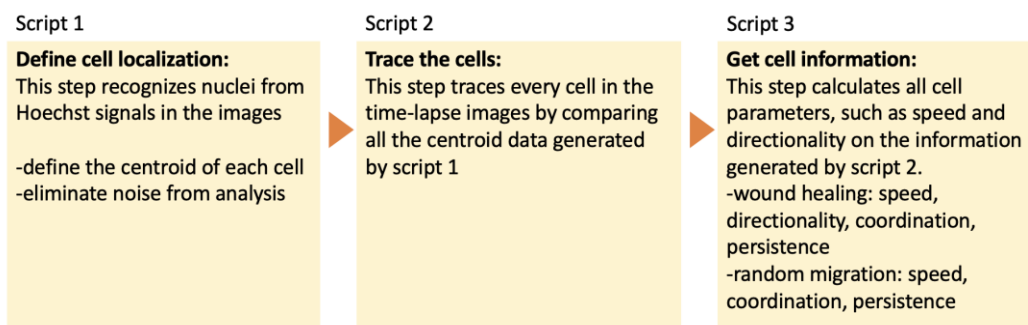 Script 1
Define cell localization:
This step recognizes nuclei from
Hoechst signals in the images
-define the centroid of each cell
-eliminate noise from analysis
Script 2
Trace the cells:
This step traces every cell in the
time-lapse images by comparing
all the centroid data generated
by script 1
Script 3
Get cell information:
This step calculates all cell
parameters, such as speed and
directionality on the information
generated by script 2.
-wound healing: speed,
directionality, coordination,
persistence
-random migration: speed,
coordination, persistence